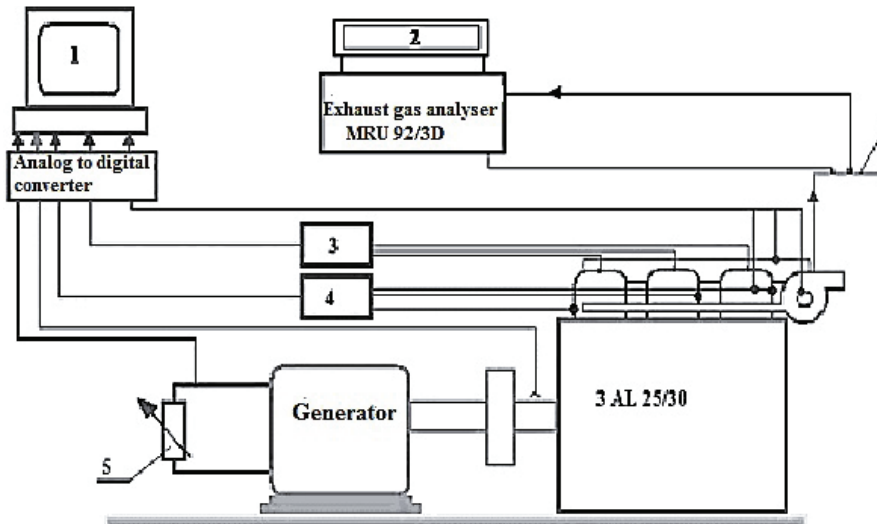 1
2
Exhaust gas analyser
MRU 92/3D
Analog to digital
converter
3
4
Generator
3 AL 25/30
5